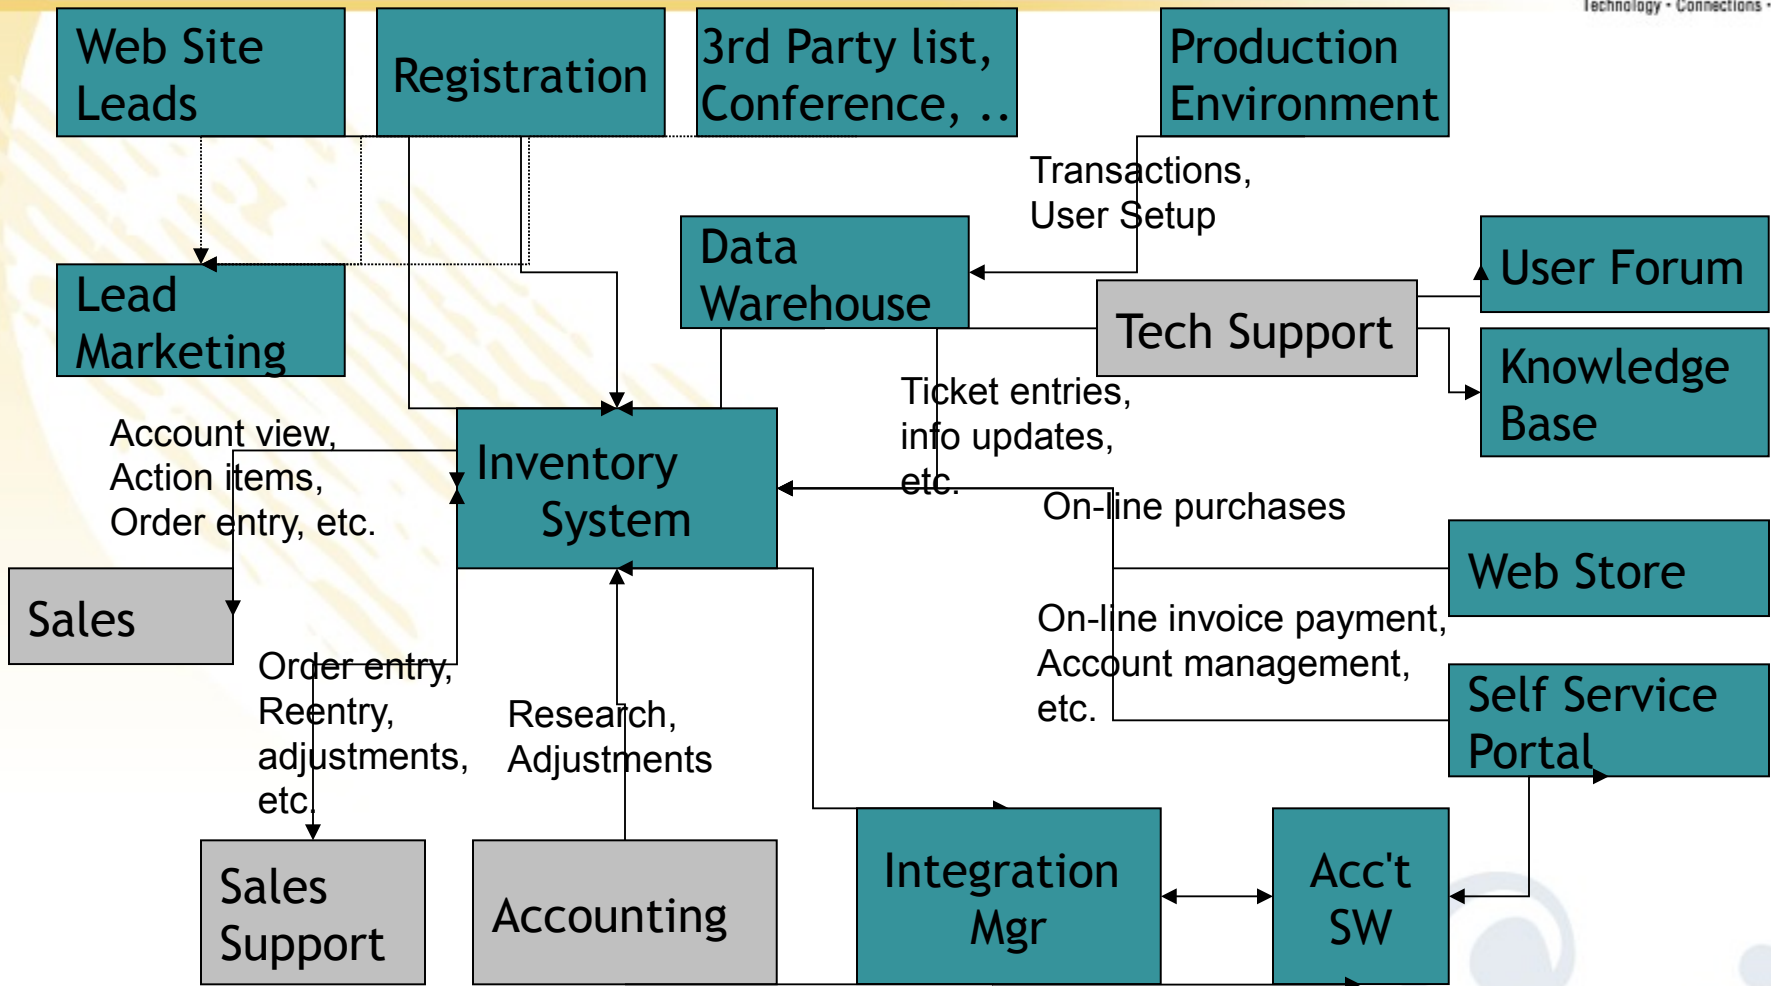 Technology • Connections •
Web Site
Leads
Registration
3rd Party list,
Conference, ..
Production
Environment
Transactions,
User Setup
Data
Warehouse
User Forum
Lead
Marketing
Tech Support
Knowledge
Base
Ticket entries,
info updates,
etc.
Account view,
Action items,
Order entry, etc.
Inventory
System
On-line purchases
Web Store
Sales
On-line invoice payment,
Account management,
etc.
Order entry,
Reentry,
adjustments,
etc.
Research,
Adjustments
Self Service
Portal
Sales
Support
Accounting
Integration
Mgr
Acc't
SW